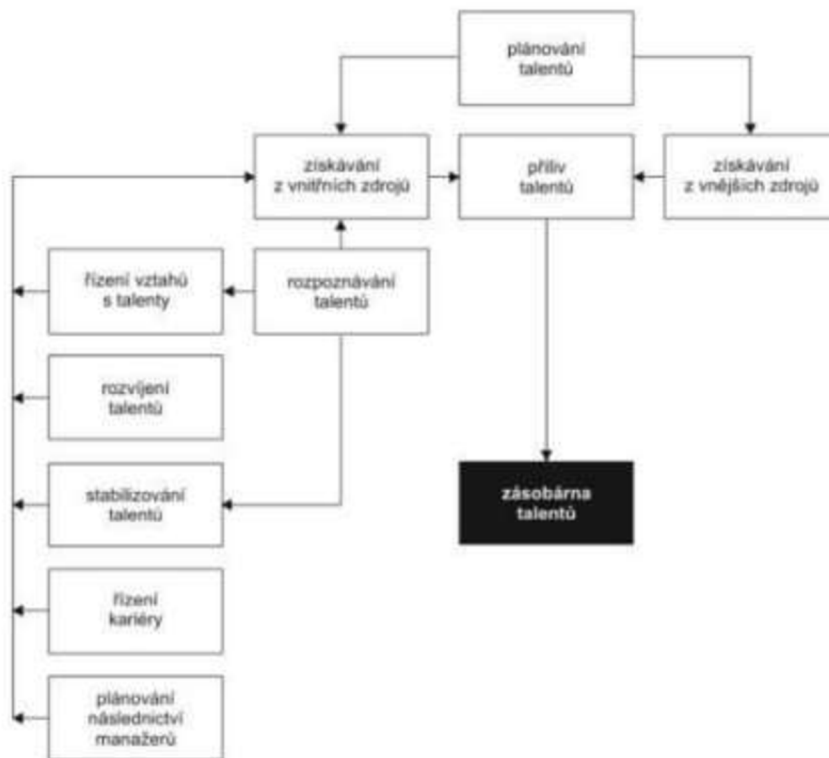 plánování
talentů
získávání
z vnitřních zdrojů
příliv
talentů
získávání
z vnějších zdrojů
řízení vztahů
s talenty
rozpoznávání
talentů
rozvíjení
talentů
stabilizování
talentů
zásobárna
talentů
řízení
kariéry
plánování
následnictví
manažerů